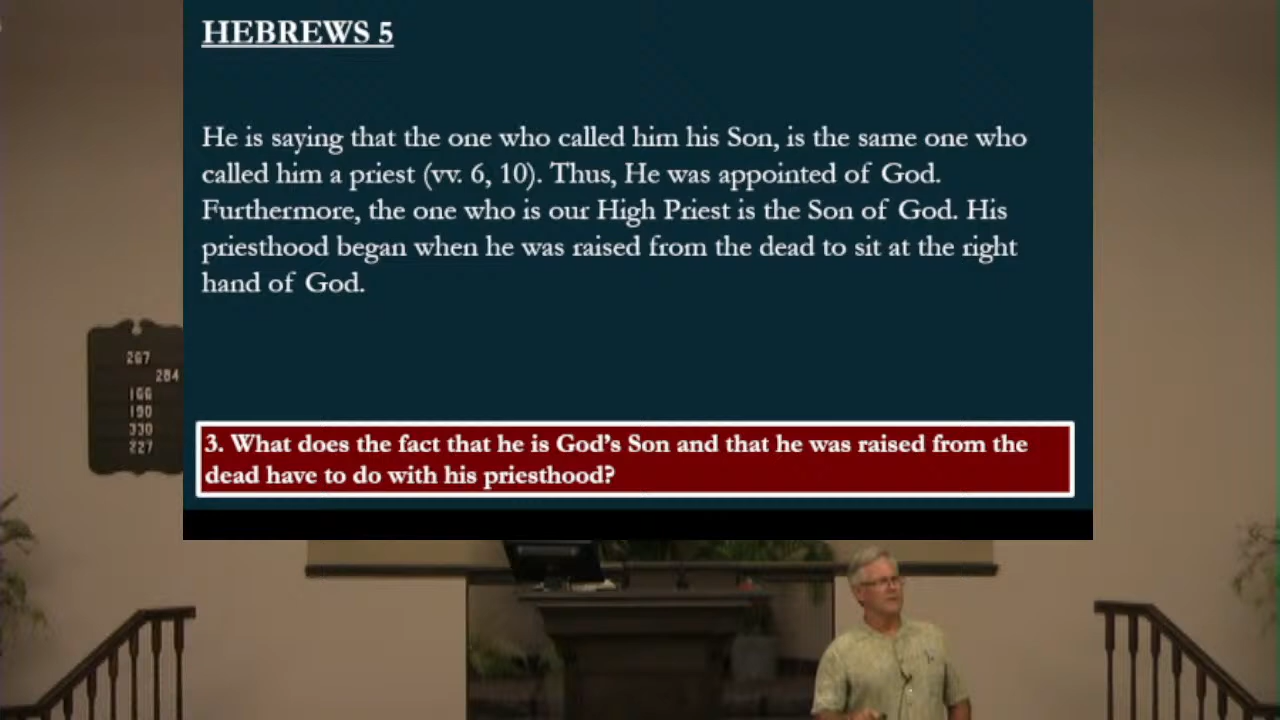 HEBREWS 5
He is saying that the one who called him his Son, is the same one who
called him a priest (vv. 6, 10). Thus, He was appointed of God.
Furthermore, the one who is our High Priest is the Son of God. His
priesthood began when he was raised from the dead to sit at the right
hand of God.
267
284
166
190
330
227
3. What does the fact that he is God's Son and that he was raised from the
dead have to do with his priesthood?